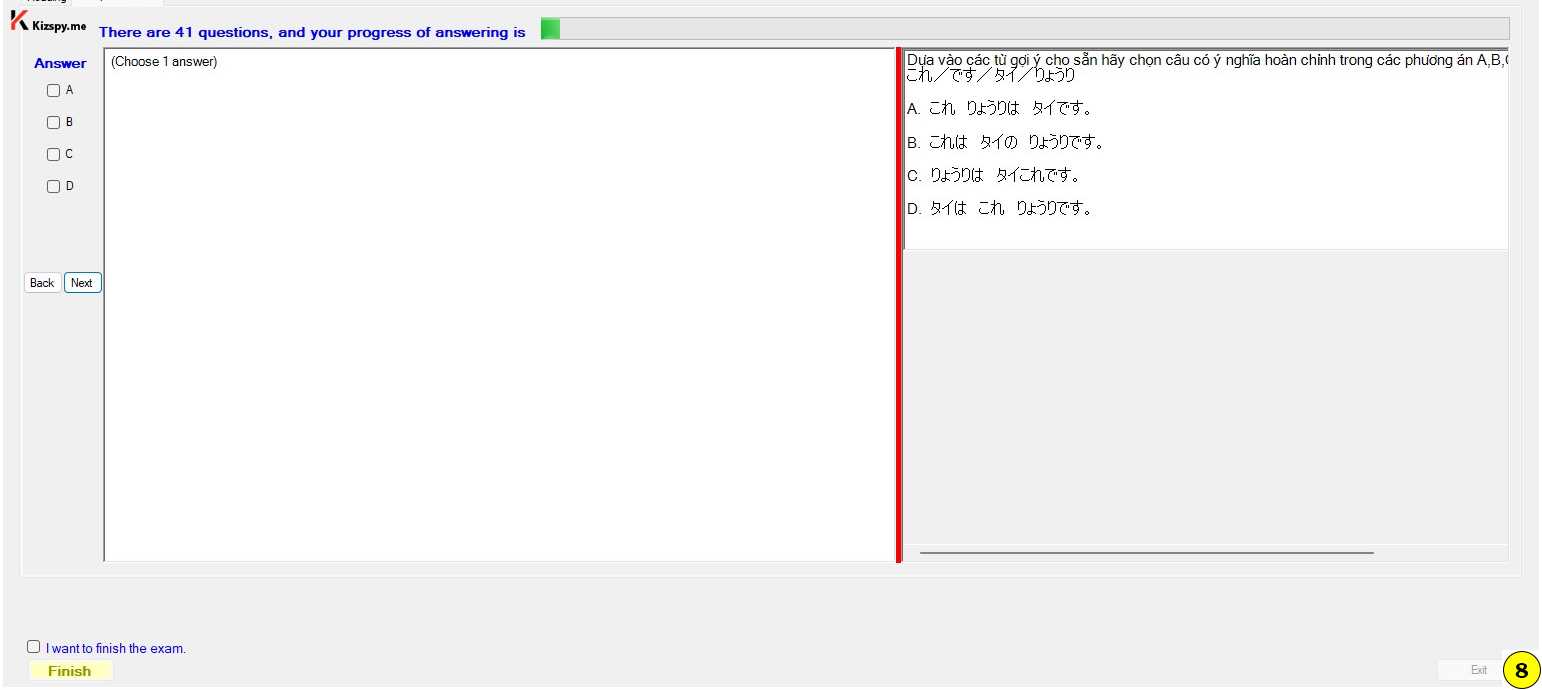 Kizspy.me
There are 41 questions, and your progress of answering is
Answer
(Choose 1 answer)
A
B
C
D
Back
Next
Dựa vào các từ gợi ý cho sẵn hãy chọn câu có ý nghĩa hoàn chỉnh trong các phương án A,B,
これ／です／タイ／りょうり
A. これ りょうりは タイです。
B. これは タイの りょうりです。
C. りょうりは タイこれです。
D. タイは これ りょうりです。
I want to finish the exam.
Finish
Exit
8